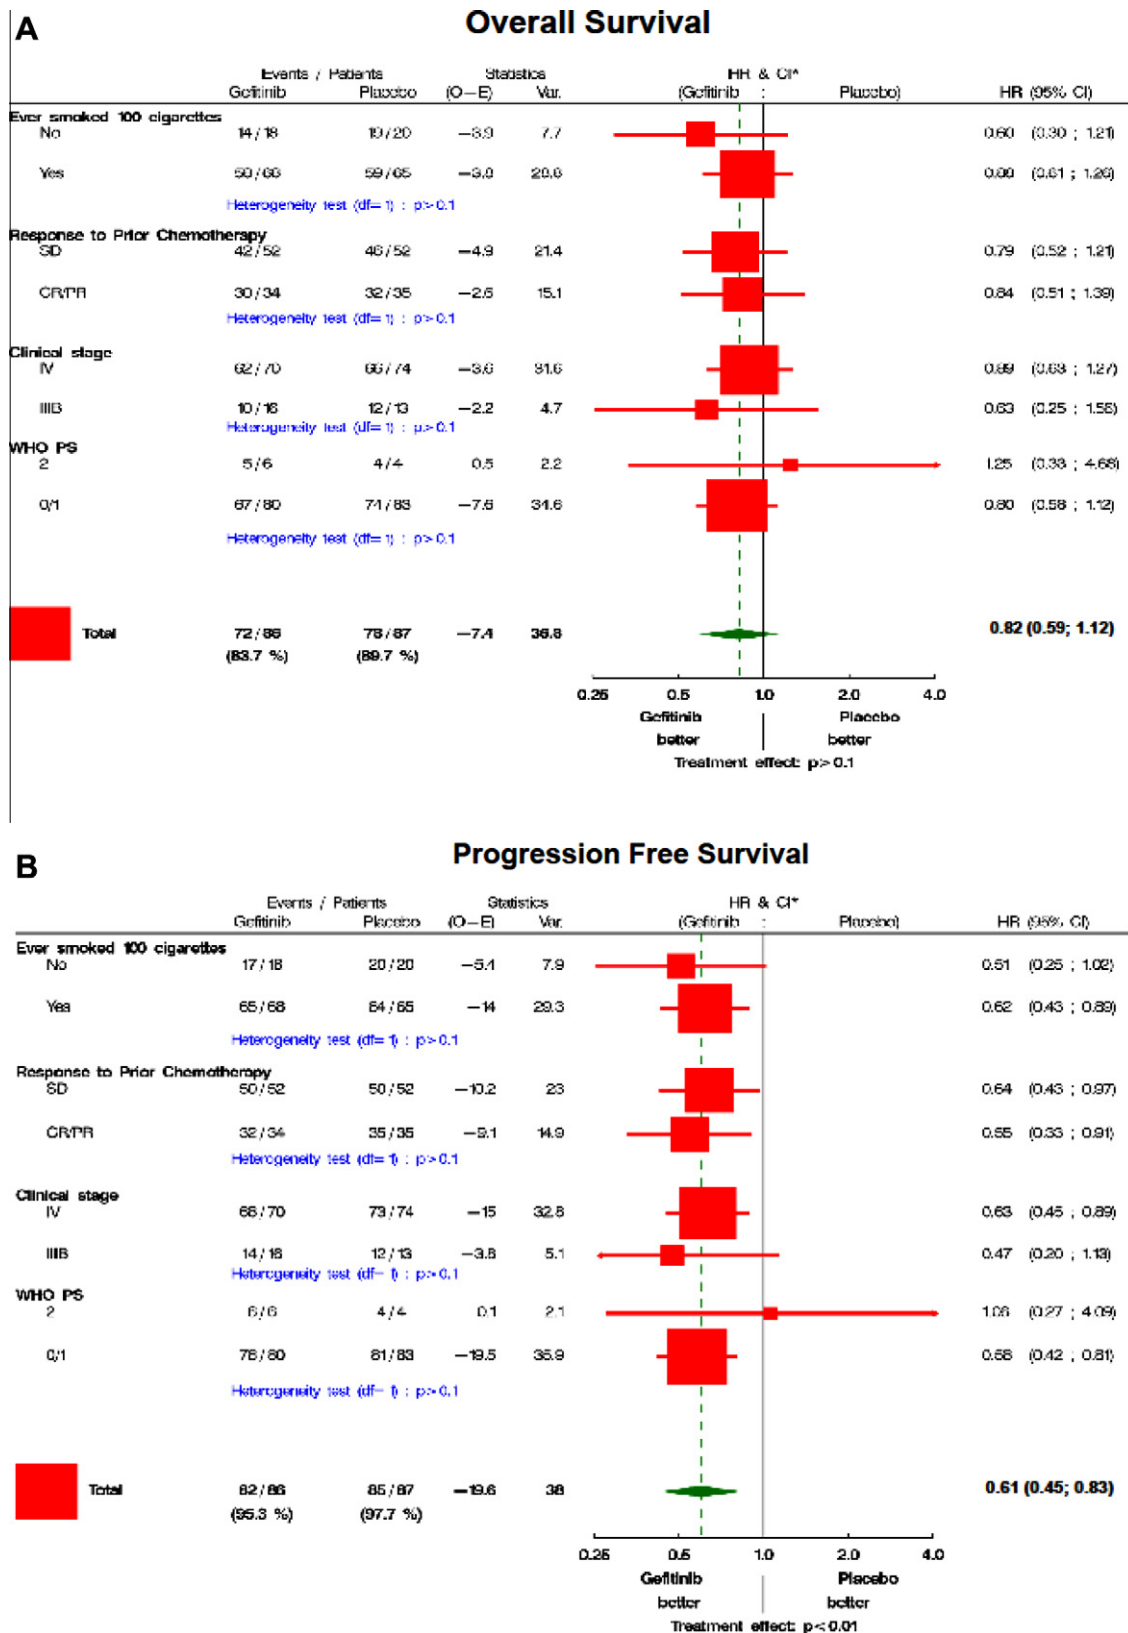 A
Overall Survival
Events / Patients Statistics HR & CI*
Gefitinib Placebo (O−E) Var. (Gefitinib : Placebo) HR (95% CI)
Ever smoked 100 cigarettes
No 14/18 19/20 −3.9 7.7 0.60 (0.30 ; 1.21)
Yes 59/65 0.88 (0.61 ; 1.26)
Heterogeneity test (df=1) : p>0.1
Response to Prior Chemotherapy
SD 42/52 46/52 −4.9 21.4 0.79 (0.52 ; 1.21)
CR/PR 30/34 32/35 15.1 0.84 (0.51 ; 1.39)
Heterogeneity test (df=1) : p>0.1
Clinical stage
IV 62/70 66/74 −3.6 31.6 0.89 (0.63 ; 1.27)
IIIB 10/16 12/13 −2.2 4.7 0.63 (0.25 ; 1.56)
Heterogeneity test (df=1) : p>0.1
WHO PS
2 5/6 4/4 0.5 2.2 1.25 (0.33 ; 4.68)
0/1 67/80 74/83 34.6 0.80 (0.58 ; 1.12)
Heterogeneity test (df=1) : p>0.1
Total 72/86 78/87 −7.4 36.8 0.82 (0.59; 1.12)
(83.7 %) (89.7 %)
0.25 0.5 1.0 2.0 4.0
Gefitinib Placebo
better better
Treatment effect: p>0.1
B
Progression Free Survival
Events / Patients Statistics HR & CI*
Gefitinib Placebo (O−E) Var. (Gefitinib : Placebo) HR (95% CI)
Ever smoked 100 cigarettes
No 17/18 20/20 −5.4 7.9 0.51 (0.25 ; 1.02)
Yes 64/65 −14 29.3 0.62 (0.43 ; 0.89)
Heterogeneity test (df=1) : p>0.1
Response to Prior Chemotherapy
SD 50/52 50/52 −10.2 23 0.64 (0.43 ; 0.97)
CR/PR 32/34 35/35 −9.1 14.9 0.55 (0.33 ; 0.91)
Heterogeneity test (df=1) : p>0.1
Clinical stage
IV 68/70 73/74 −15 32.8 0.63 (0.45 ; 0.89)
IIIB 14/16 12/13 −3.8 5.1 0.47 (0.20 ; 1.13)
Heterogeneity test (df=1) : p>0.1
WHO PS
2 6/6 4/4 0.1 2.1 1.06 (0.27 ; 4.09)
0/1 76/80 81/83 −19.5 35.9 0.58 (0.42 ; 0.81)
Heterogeneity test (df=1) : p>0.1
Total 82/86 85/87 −19.6 38 0.61 (0.45; 0.83)
(95.3 %) (97.7 %)
0.25 0.5 1.0 2.0 4.0
Gefitinib Placebo
better better
Treatment effect: p<0.01